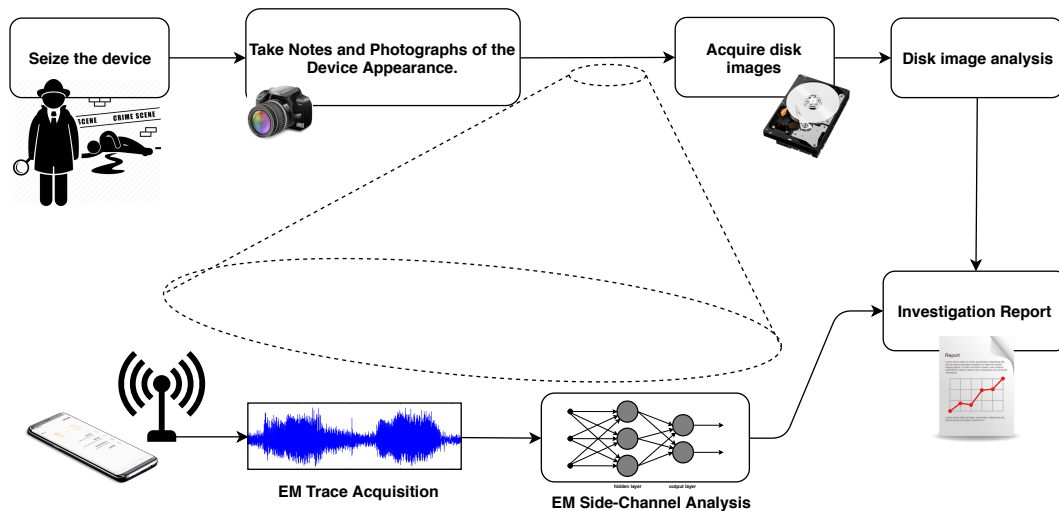 Seize the device
Take Notes and Photographs of the
Device Appearance.
Acquire disk
images
Disk image analysis
SCENE CRIME SCENE
Investigation Report
Report
EM Trace Acquisition
hidden layer
output layer
EM Side-Channel Analysis